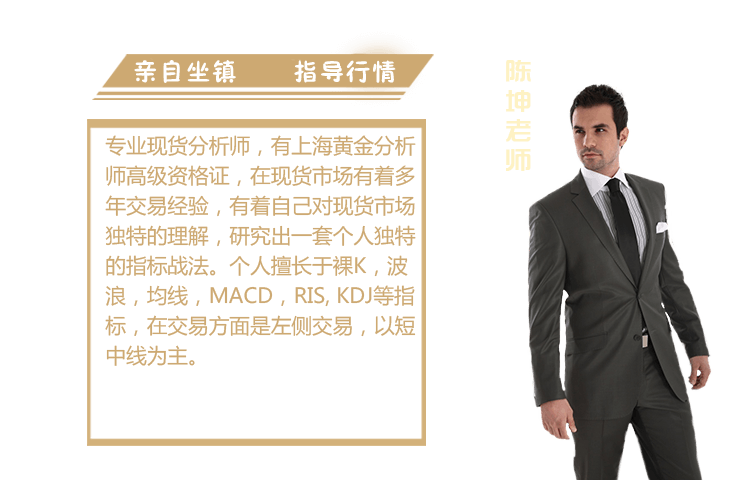 亲自坐镇 指导行情
陈坤老师
专业现货分析师，有上海黄金分析
师高级资格证，在现货市场有着多
年交易经验，有着自己对现货市场
独特的理解，研究出一套个人独特
的指标战法。个人擅长于裸K，波
浪，均线，MACD，RIS, KDJ等指
标，在交易方面是左侧交易，以短
中线为主。